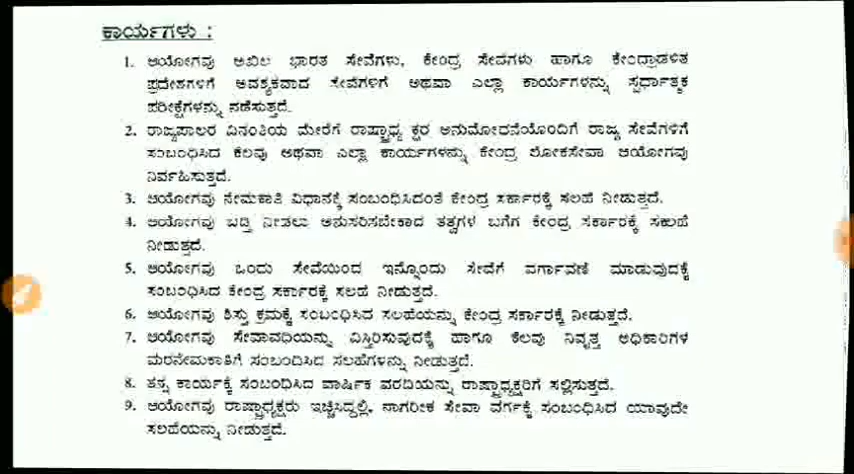 ಕಾರ್ಯಗಳು :
1. ಆಯೋಗವು ಅಖಿಲ ಭಾರತ ಸೇವೆಗಳು, ಕೇಂದ್ರ ಸೇವೆಗಳು ಹಾಗೂ ಕೇಂದ್ರಾಡಳಿತ
ಪ್ರದೇಶಗಳಿಗೆ ಅವಶ್ಯಕವಾದ ಸೇವೆಗಳಿಗೆ ಅಥವಾ ಎಲ್ಲಾ ಕಾರ್ಯಗಳನ್ನು ಸ್ಪರ್ಧಾತ್ಮಕ
ಪರೀಕ್ಷೆಗಳನ್ನು ನಡೆಸುತ್ತದೆ.
2. ರಾಜ್ಯಪಾಲರ ವಿನಂತಿಯ ಮೇರೆಗೆ ರಾಷ್ಟ್ರಾಧ್ಯ ಕ್ಷರ ಅನುಮೋದನೆಯೊಂದಿಗೆ ರಾಜ್ಯ ಸೇವೆಗಳಿಗೆ
ಸಂಬಂಧಿಸಿದ ಕೆಲವು ಅಥವಾ ಎಲ್ಲಾ ಕಾರ್ಯಗಳನ್ನು ಕೇಂದ್ರ ಲೋಕಸೇವಾ ಆಯೋಗವು
ನಿರ್ವಹಿಸುತ್ತದೆ.
3. ಆಯೋಗವು ನೇಮಕಾತಿ ವಿಧಾನಕ್ಕೆ ಸಂಬಂಧಿಸಿದಂತೆ ಕೇಂದ್ರ ಸರ್ಕಾರಕ್ಕೆ ಸಲಹೆ ನೀಡುತ್ತದೆ.
4. ಆಯೋಗವು ಬಡ್ತಿ ನೀಡಲು ಅನುಸರಿಸಬೇಕಾದ ತತ್ವಗಳ ಬಗೆಗೆ ಕೇಂದ್ರ ಸರ್ಕಾರಕ್ಕೆ ಸಲಹೆ
ನೀಡುತ್ತದೆ.
5. ಆಯೋಗವು ಒಂದು ಸೇವೆಯಿಂದ ಇನ್ನೊಂದು ಸೇವೆಗೆ ವರ್ಗಾವಣೆ ಮಾಡುವುದಕ್ಕೆ
ಸಂಬಂಧಿಸಿದ ಕೇಂದ್ರ ಸರ್ಕಾರಕ್ಕೆ ಸಲಹೆ ನೀಡುತ್ತದೆ.
6. ಆಯೋಗವು ಶಿಸ್ತು ಕ್ರಮಕ್ಕೆ ಸಂಬಂಧಿಸಿದ ಸಲಹೆಯನ್ನು ಕೇಂದ್ರ ಸರ್ಕಾರಕ್ಕೆ ನೀಡುತ್ತದೆ.
7. ಆಯೋಗವು ಸೇವಾವಧಿಯನ್ನು ವಿಸ್ತರಿಸುವುದಕ್ಕೆ ಹಾಗೂ ಕೆಲವು ನಿವೃತ್ತ ಅಧಿಕಾರಿಗಳ
ಮರನೇಮಕಾತಿಗೆ ಸಂಬಂದಿಸಿದ ಸಲಹೆಗಳನ್ನು ನೀಡುತ್ತದೆ.
8. ತನ್ನ ಕಾರ್ಯಕ್ಕೆ ಸಂಬಂಧಿಸಿದ ವಾರ್ಷಿಕ ವರದಿಯನ್ನು ರಾಷ್ಟ್ರಾಧ್ಯಕ್ಷರಿಗೆ ಸಲ್ಲಿಸುತ್ತದೆ.
9. ಆಯೋಗವು ರಾಷ್ಟ್ರಾಧ್ಯಕ್ಷರು ಇಚ್ಛಿಸಿದ್ದಲ್ಲಿ, ನಾಗರೀಕ ಸೇವಾ ವರ್ಗಕ್ಕೆ ಸಂಬಂಧಿಸಿದ ಯಾವುದೇ
ಸಲಹೆಯನ್ನು ನೀಡುತ್ತದೆ.